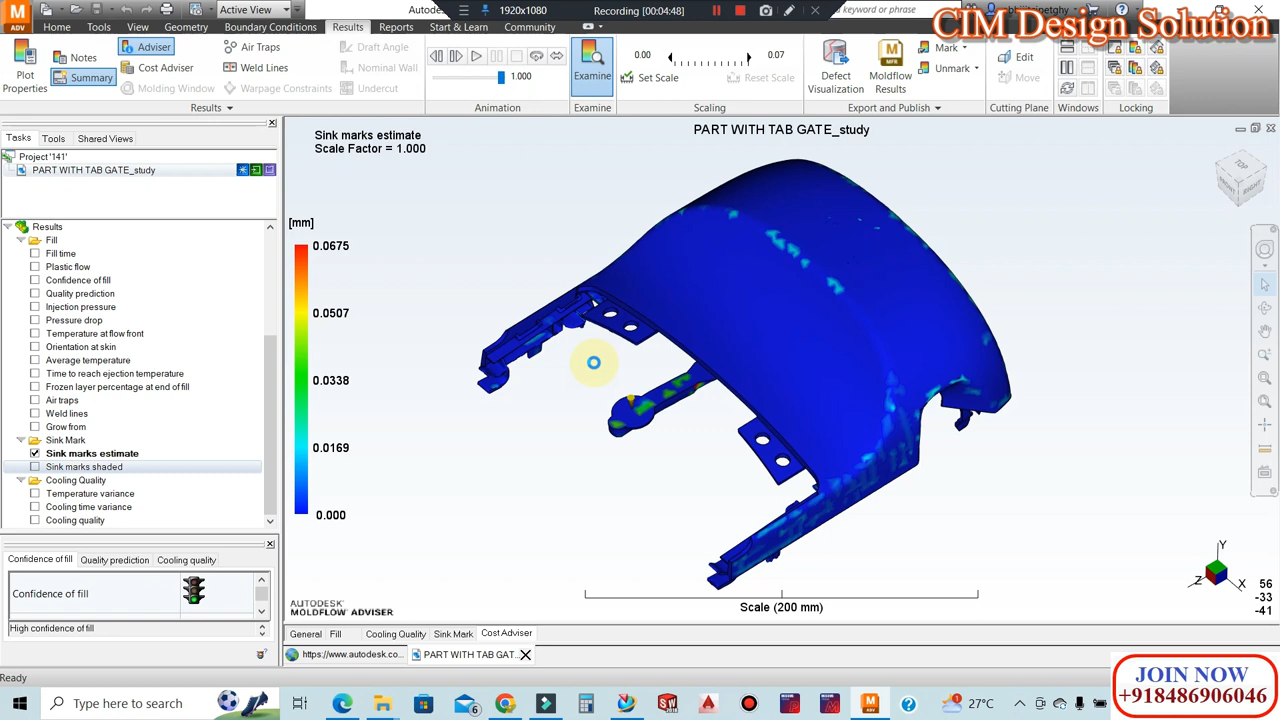 Active View
Autode
1920x1080
Recording [00:04:48]
keyword or phrase
CIM Design Solution
ADV
Home
Tools
Geometry
View
Boundary Conditions
Results
Reports
Start & Learn
Community
Plot
Properties
Notes
Summary
Adviser
Cost Adviser
Molding Window
Air Traps
Weld Lines
Warpage Constraints
Draft Angle
Nominal Wall
Undercut
1.000
Examine
0.00
0.07
Set Scale
Reset Scale
Defect
Visualization
Moldflow
Results
Mark
Unmark
Edit
Move
Results
Animation
Examine
Scaling
Export and Publish
Cutting Plane
Windows
Locking
Tasks
Tools
Shared Views
Project '141'
PART WITH TAB GATE_study
Results
Fill
Fill time
Plastic flow
Confidence of fill
Quality prediction
Injection pressure
Pressure drop
Temperature at flow front
Orientation at skin
Average temperature
Time to reach ejection temperature
Frozen layer percentage at end of fill
Air traps
Weld lines
Grow from
Sink Mark
Sink marks estimate
Sink marks shaded
Cooling Quality
Temperature variance
Cooling time variance
Cooling quality
Confidence of fill
Quality prediction
Cooling quality
Confidence of fill
High confidence of fill
Sink marks estimate
Scale Factor = 1.000
PART WITH TAB GATE_study
TOP
FRONT
RIGHT
[mm]
0.0675
0.0507
0.0338
0.0169
0.000
AUTODESK
MOLDFLOW ADVISER
Scale (200 mm)
Y
Z
X
56
-33
-41
General
Fill
Cooling Quality
Sink Mark
Cost Adviser
https://www.autodesk.co...
PART WITH TAB GAT...
Ready
JOIN NOW
+918486906046
Type here to search
6
27°C